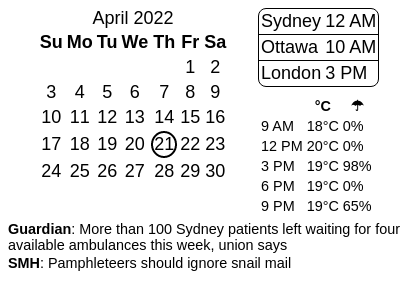 April 2022
Su Mo Tu We Th Fr Sa
1 2
3 4 5 6 7 8 9
10 11 12 13 14 15 16
17 18 19 20 21 22 23
24 25 26 27 28 29 30
Sydney 12 AM
Ottawa 10 AM
London 3 PM
°C ☂
9 AM 18°C 0%
12 PM 20°C 0%
3 PM 19°C 98%
6 PM 19°C 0%
9 PM 19°C 65%
Guardian: More than 100 Sydney patients left waiting for four
available ambulances this week, union says
SMH: Pamphleteers should ignore snail mail